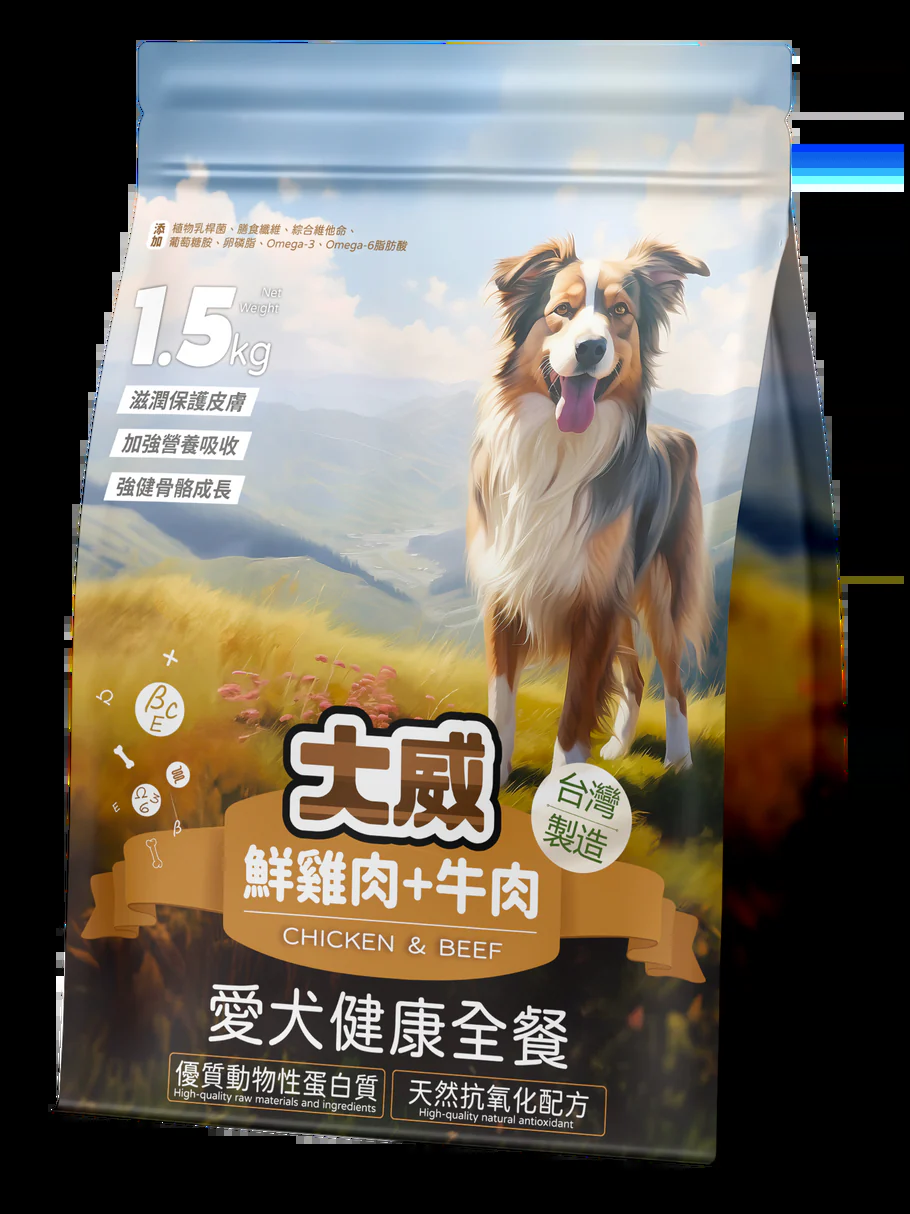 添加
植物乳桿菌、膳食纖維、綜合維他命、
葡萄糖胺、卵磷脂、Omega-3、Omega-6脂肪酸
1.5kg
Net
Weight
滋潤保護皮膚
加強營養吸收
強健骨骼成長
βc
E
Ω3
6
E
β
大威
台灣
製造
鮮雞肉+牛肉
CHICKEN & BEEF
愛犬健康全餐
優質動物性蛋白質
High-quality raw materials and ingredients
天然抗氧化配方
High-quality natural antioxidant